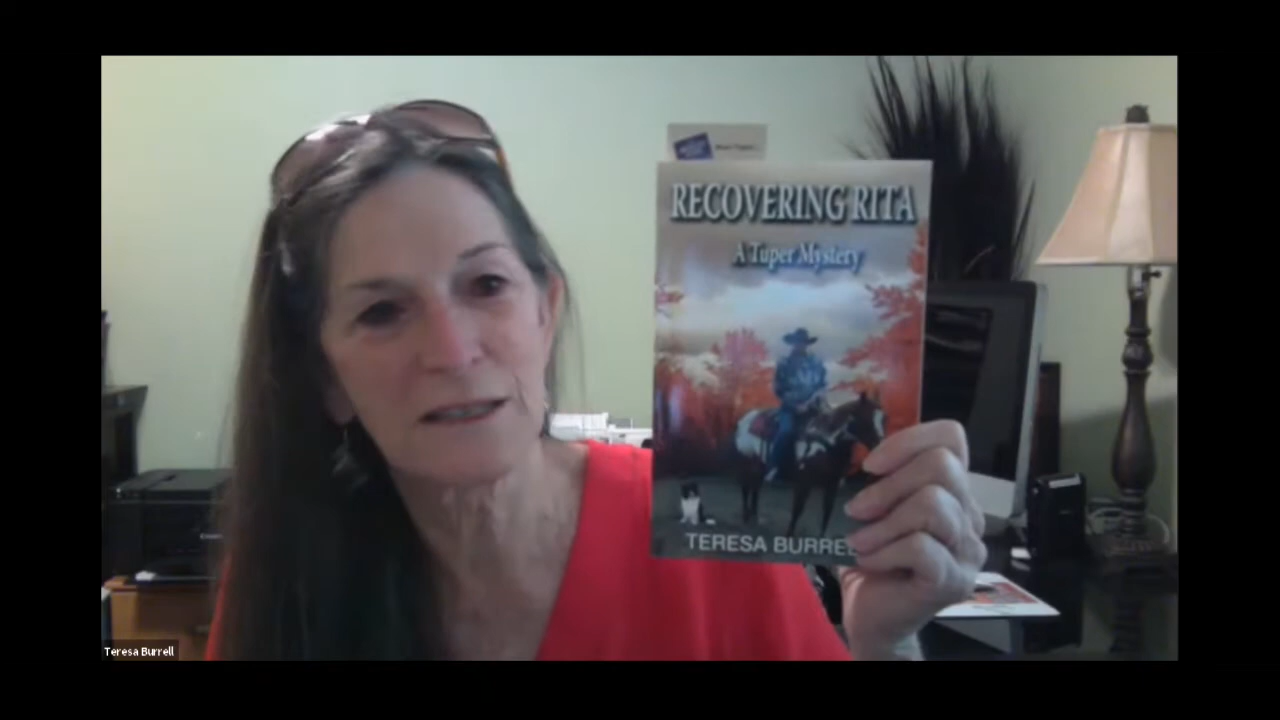 RECOVERING RITA
A Tuper Mystery
TERESA BURREL
Teresa Burrell